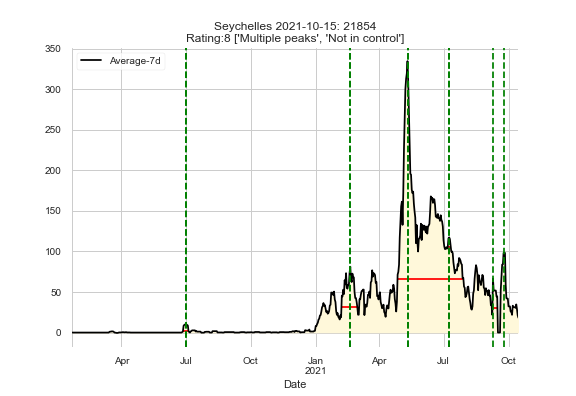 Seychelles 2021-10-15: 21854
Rating:8 ['Multiple peaks', 'Not in control']
350
Average-7d
300
250
200
150
100
50
0
Apr Jul Oct Jan Apr Jul Oct
2021
Date